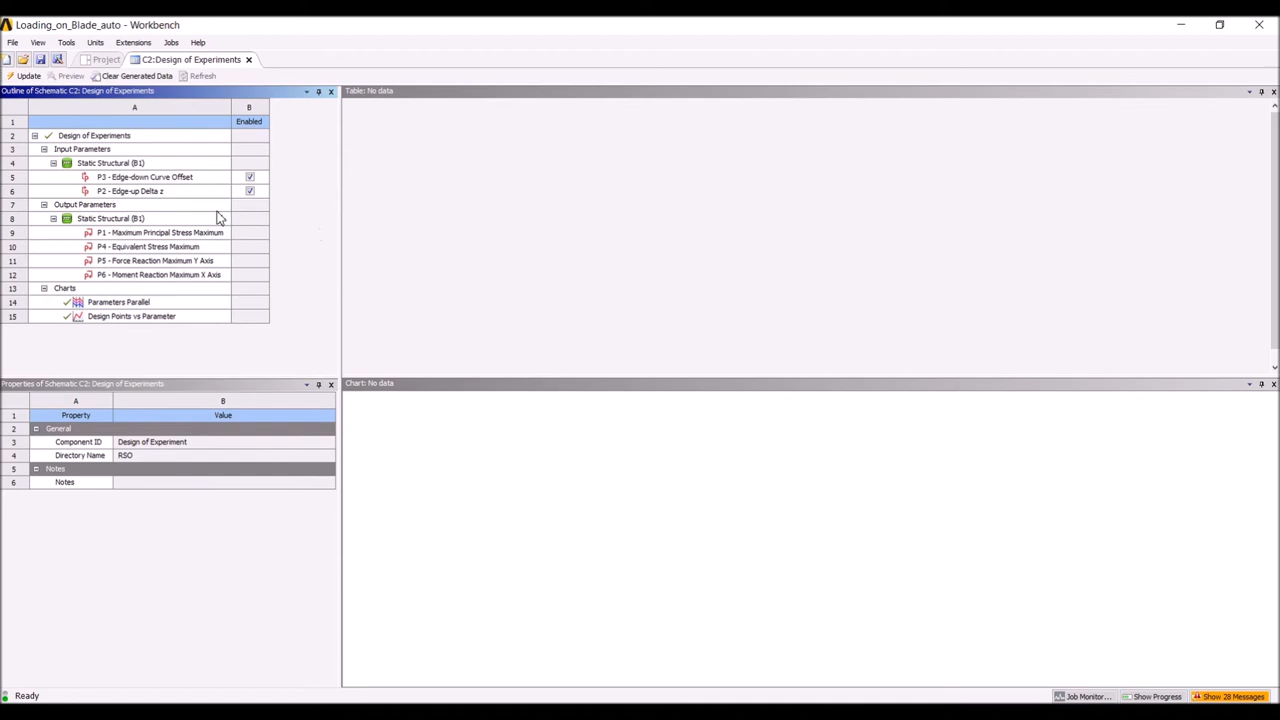 Loading_on_Blade_auto - Workbench
File View Tools Units Extensions Jobs Help
Project C2:Design of Experiments
Update Preview Clear Generated Data Refresh
Outline of Schematic C2: Design of Experiments
A B
1 Enabled
2 Design of Experiments
3 Input Parameters
4 Static Structural (B1)
5 P3 - Edge-down Curve Offset
6 P2 - Edge-up Delta z
7 Output Parameters
8 Static Structural (B1)
9 P1 - Maximum Principal Stress Maximum
10 P4 - Equivalent Stress Maximum
11 P5 - Force Reaction Maximum Y Axis
12 P6 - Moment Reaction Maximum X Axis
13 Charts
14 Parameters Parallel
15 Design Points vs Parameter
Table: No data
Properties of Schematic C2: Design of Experiments
A B
1 Property Value
2 General
3 Component ID Design of Experiment
4 Directory Name RSO
5 Notes
6 Notes
Chart: No data
Ready
Job Monitor... Show Progress Show 28 Messages